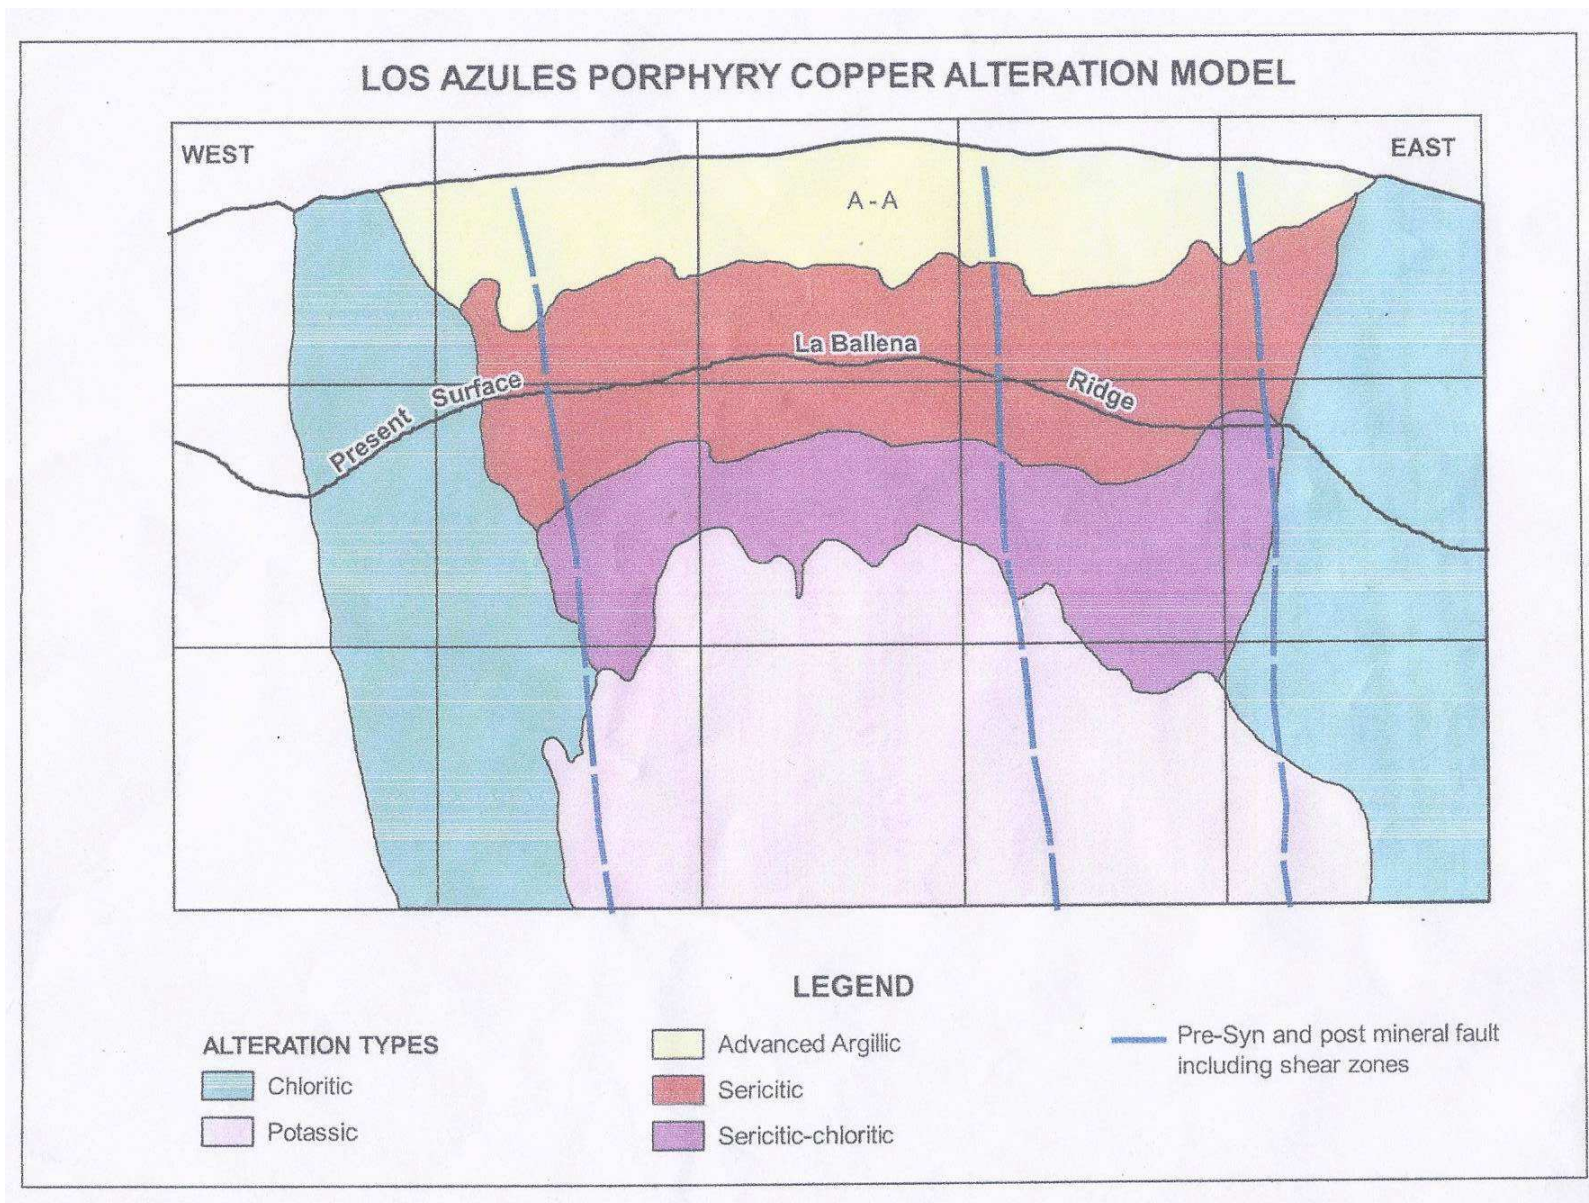 LOS AZULES PORPHYRY COPPER ALTERATION MODEL
WEST
EAST
A - A
La Ballena
Present Surface
Ridge
LEGEND
ALTERATION TYPES
Chloritic
Potassic
Advanced Argillic
Sericitic
Sericitic-chloritic
Pre-Syn and post mineral fault
including shear zones